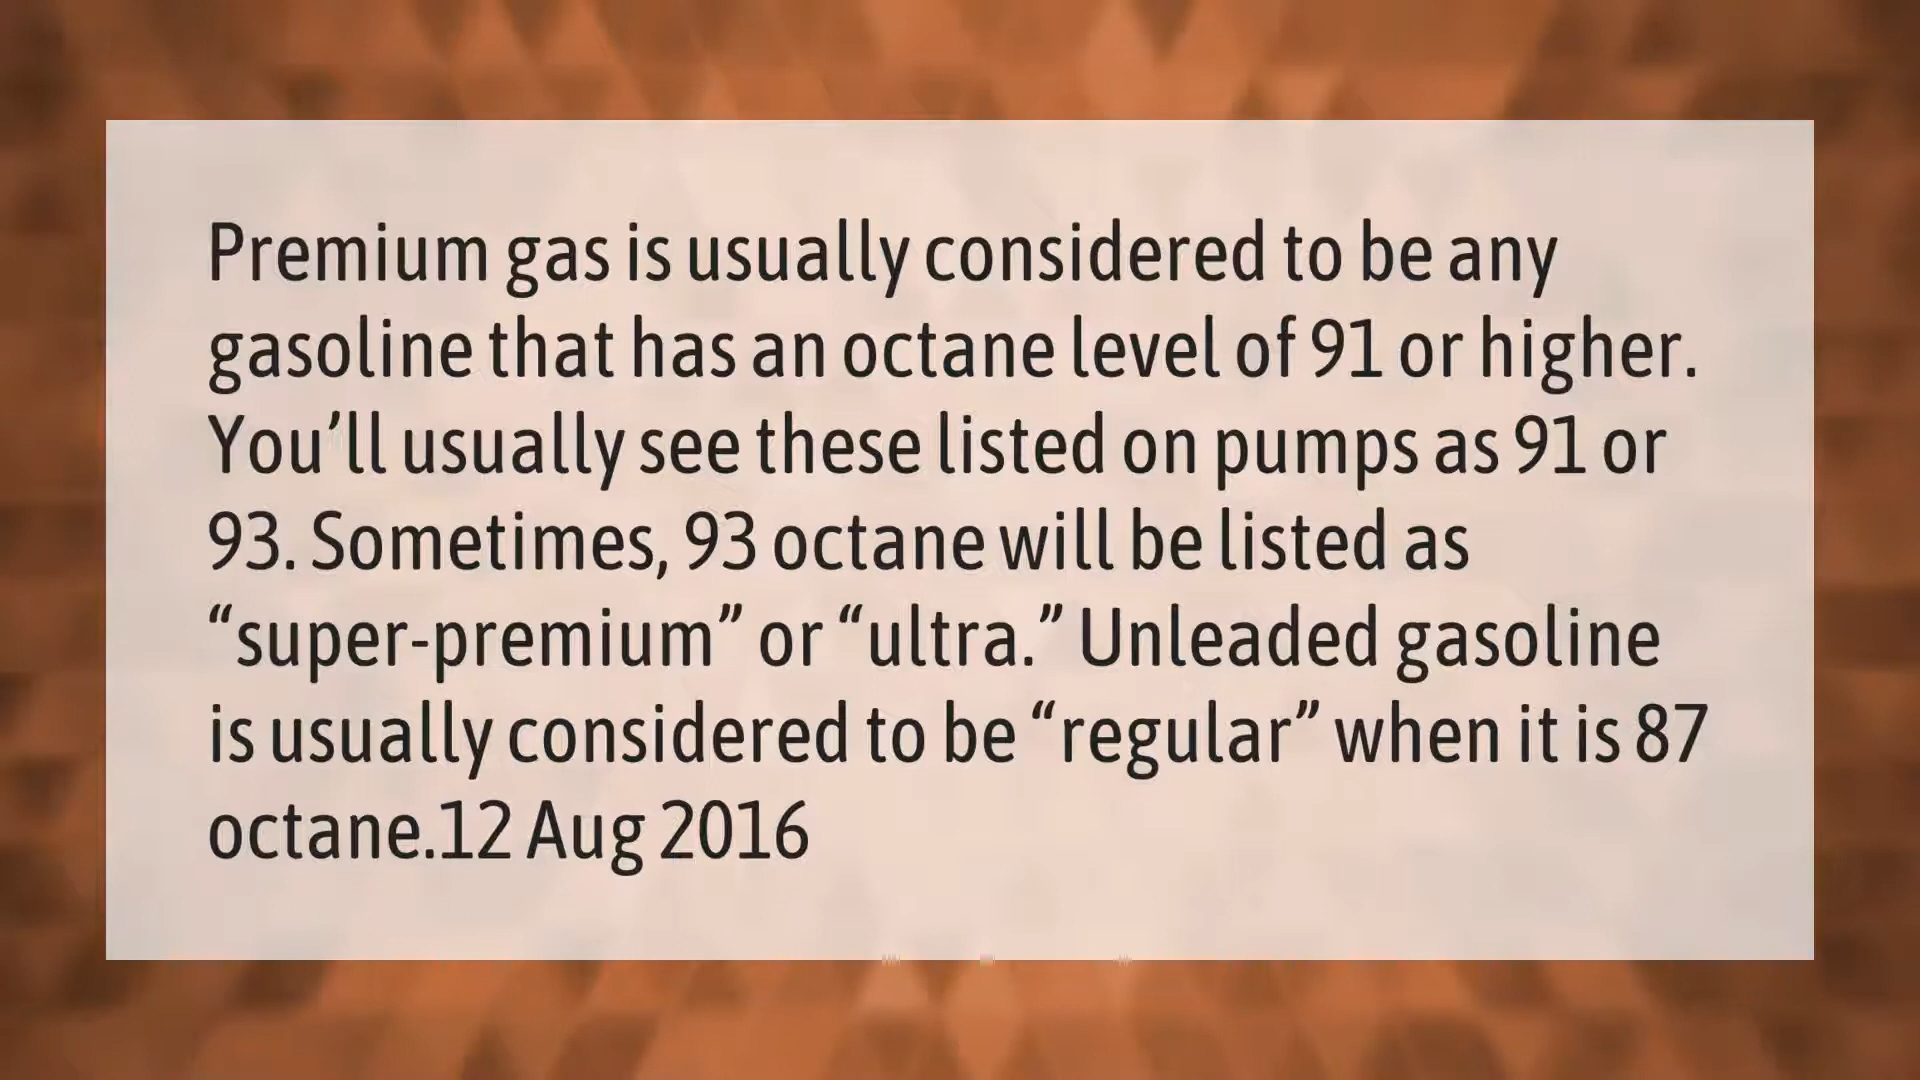 Premium gas is usually considered to be any
gasoline that has an octane level of 91 or higher.
You’ll usually see these listed on pumps as 91 or
93. Sometimes, 93 octane will be listed as
“super-premium” or “ultra.” Unleaded gasoline
is usually considered to be “regular” when it is 87
octane.12 Aug 2016